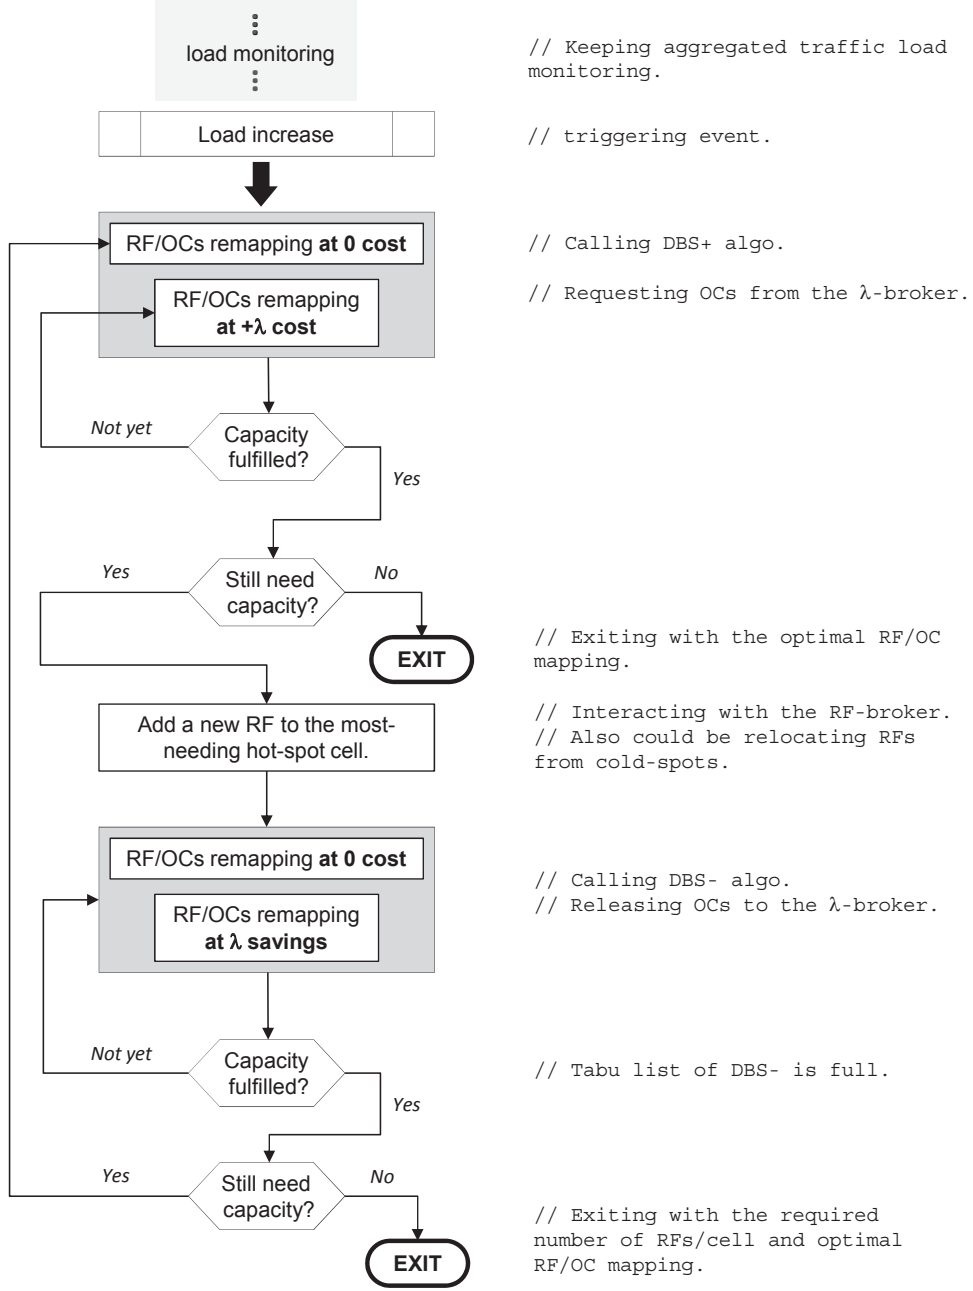 load monitoring
// Keeping aggregated traffic load
monitoring.
Load increase
// triggering event.
RF/OCs remapping at 0 cost
// Calling DBS+ algo.
RF/OCs remapping
at +λ cost
// Requesting OCs from the λ-broker.
Not yet
Capacity
fulfilled?
Yes
Yes
Still need
capacity?
No
EXIT
// Exiting with the optimal RF/OC
mapping.
Add a new RF to the most-
needing hot-spot cell.
// Interacting with the RF-broker.
// Also could be relocating RFs
from cold-spots.
RF/OCs remapping at 0 cost
RF/OCs remapping
at λ savings
// Calling DBS- algo.
// Releasing OCs to the λ-broker.
Not yet
Capacity
fulfilled?
// Tabu list of DBS- is full.
Yes
Yes
Still need
capacity?
No
EXIT
// Exiting with the required
number of RFs/cell and optimal
RF/OC mapping.